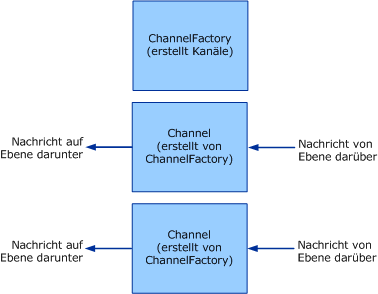 ChannelFactory
(erstellt Kanäle)
Nachricht auf
Ebene darunter
Channel
(erstellt von
ChannelFactory)
Nachricht von
Ebene darüber
Nachricht auf
Ebene darunter
Channel
(erstellt von
ChannelFactory)
Nachricht von
Ebene darüber